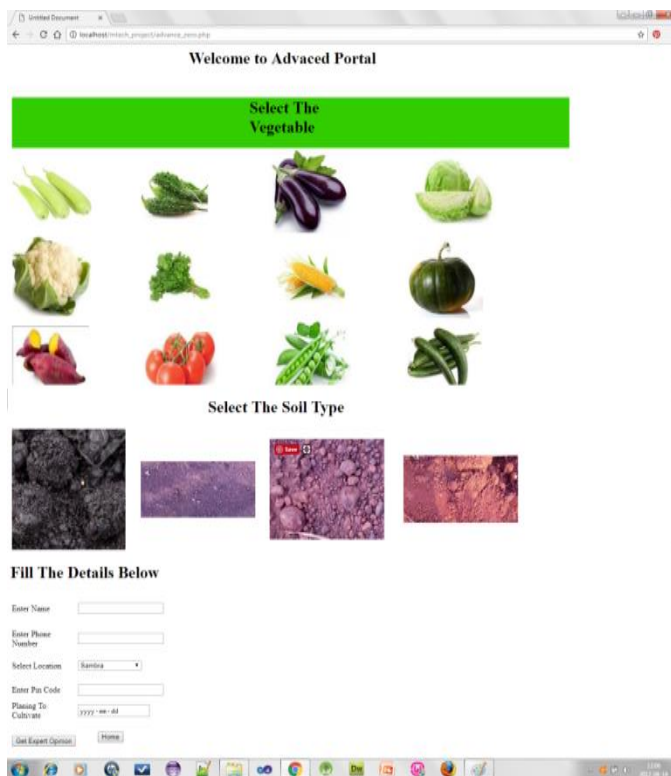 Untitled Document
localhost/mtech_project/advance_zero.php
Welcome to Advaced Portal
Select The
Vegetable
Select The Soil Type
Save
Fill The Details Below
Enter Name
Enter Phone
Number
Select Location
Enter Pin Code
Planing To
Cultivate
yyyy-mm-dd
Get Expert Opinion
Home
Dw